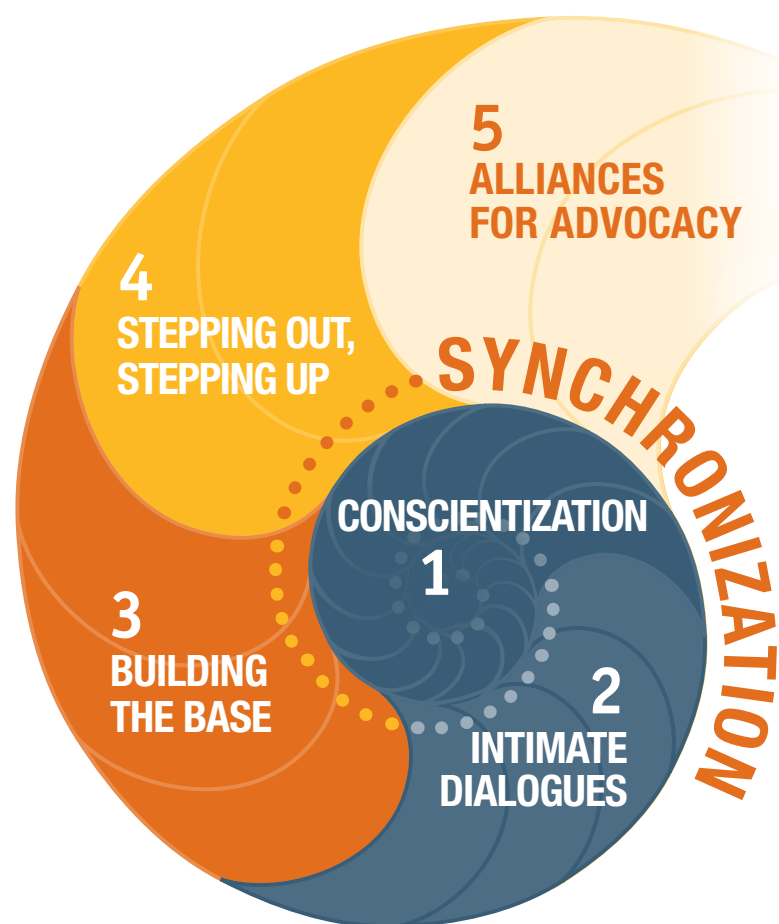 5
ALLIANCES
FOR ADVOCACY
4
STEPPING OUT,
STEPPING UP
SYNCHRONIZATION
CONSCIENTIZATION
1
3
BUILDING
THE BASE
2
INTIMATE
DIALOGUES